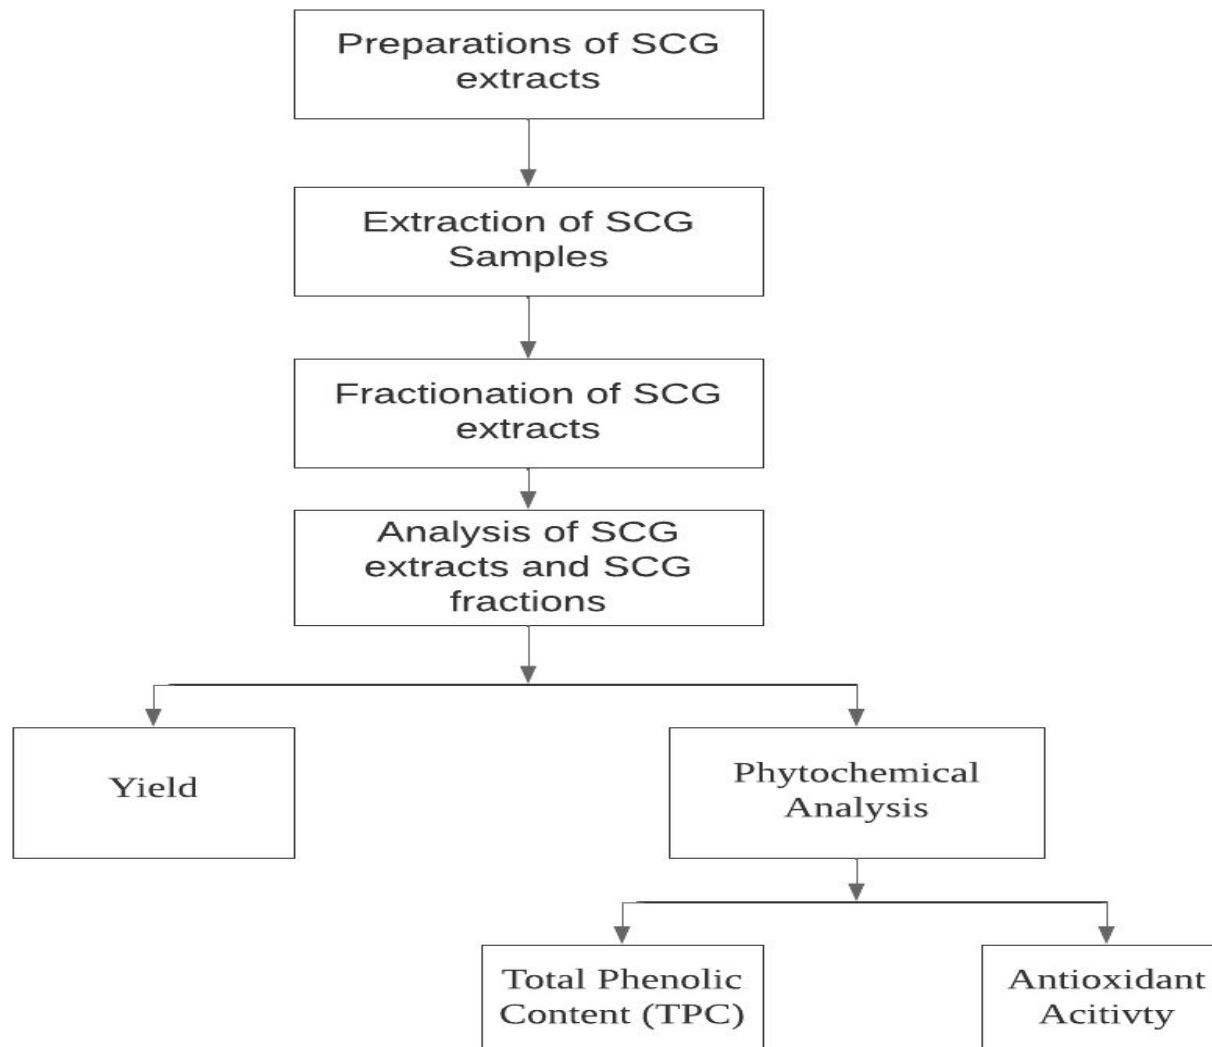 Preparations of SCG
extracts
Extraction of SCG
Samples
Fractionation of SCG
extracts
Analysis of SCG
extracts and SCG
fractions
Yield
Phytochemical
Analysis
Total Phenolic
Content (TPC)
Antioxidant
Acitivty